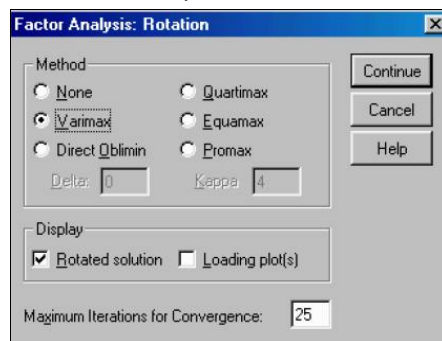 Factor Analysis: Rotation
Method
None
Quartimax
Varimax
Equamax
Direct Oblimin
Promax
Delta: 0
Kappa 4
Display
Rotated solution
Loading plot(s)
Maximum Iterations for Convergence: 25
Continue
Cancel
Help